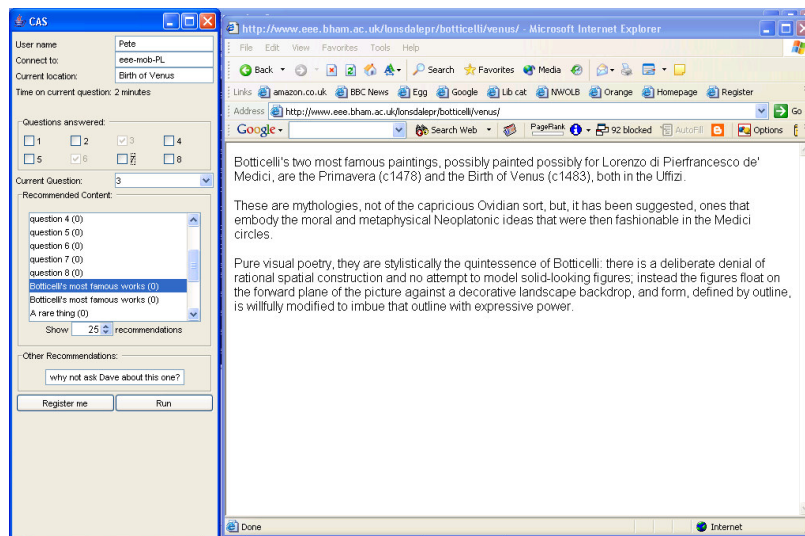 CAS
User name Pete
Connect to: eee-mob-PL
Current location: Birth of Venus
Time on current question: 2 minutes
Questions answered:
1 2 3 4
5 6 7 8
Current Question: 3
Recommended Content:
question 4 (0)
question 5 (0)
question 6 (0)
question 7 (0)
question 8 (0)
Botticelli's most famous works (0)
Botticelli's most famous works (0)
A rare thing (0)
Show 25 recommendations
Other Recommendations:
why not ask Dave about this one?
Register me Run
http://www.eee.bham.ac.uk/lonsdalepr/botticelli/venus/ - Microsoft Internet Explorer
File Edit View Favorites Tools Help
Back Search Favorites Media
Links amazon.co.uk BBC News Egg Google Lib cat NWOLB Orange Homepage Register
Address http://www.eee.bham.ac.uk/lonsdalepr/botticelli/venus/ Go
Google Search Web PageRank 92 blocked AutoFill Options
Botticelli's two most famous paintings, possibly painted possibly for Lorenzo di Pierfrancesco de'
Medici, are the Primavera (c1478) and the Birth of Venus (c1483), both in the Uffizi.
These are mythologies, not of the capricious Ovidian sort, but, it has been suggested, ones that
embody the moral and metaphysical Neoplatonic ideas that were then fashionable in the Medici
circles.
Pure visual poetry, they are stylistically the quintessence of Botticelli: there is a deliberate denial of
rational spatial construction and no attempt to model solid-looking figures; instead the figures float on
the forward plane of the picture against a decorative landscape backdrop, and form, defined by outline,
is willfully modified to imbue that outline with expressive power.
Done Internet